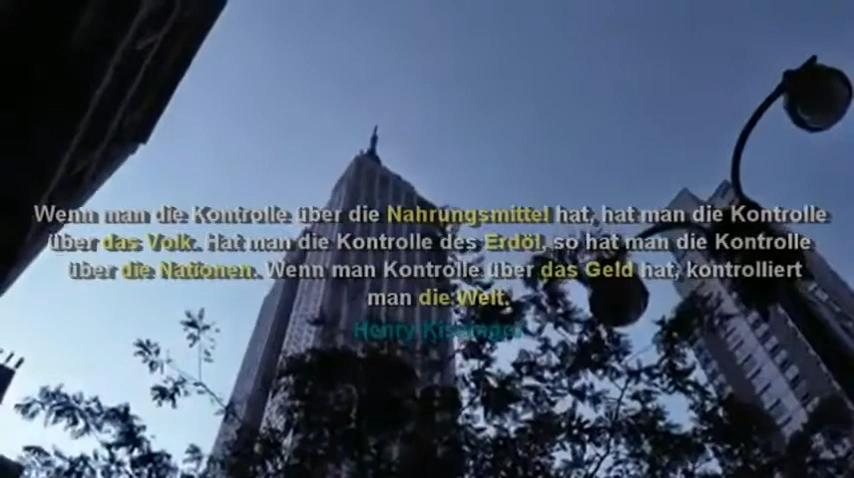 Wenn man die Kontrolle über die Nahrungsmittel hat, hat man die Kontrolle
über das Volk. Hat man die Kontrolle des Erdöl, so hat man die Kontrolle
über die Nationen. Wenn man Kontrolle über das Geld hat, kontrolliert
man die Welt.
Henry Kissinger